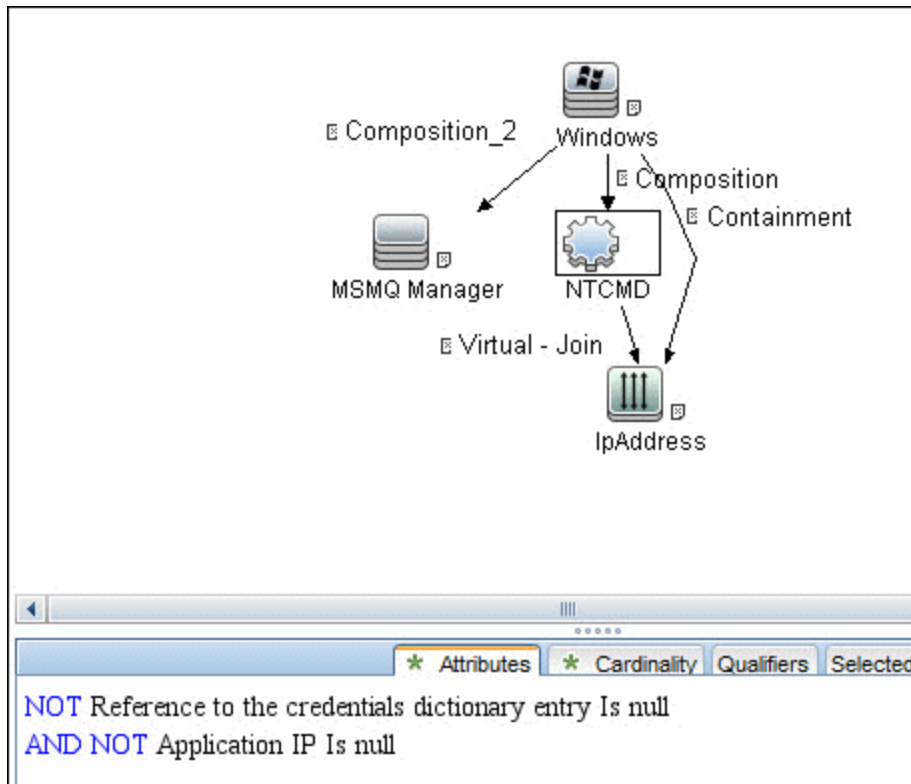 Windows
Composition_2
Composition
Containment
MSMQ Manager
NTCMD
Virtual - Join
IpAddress
* Attributes
* Cardinality
Qualifiers
Selected
NOT Reference to the credentials dictionary entry Is null
AND NOT Application IP Is null